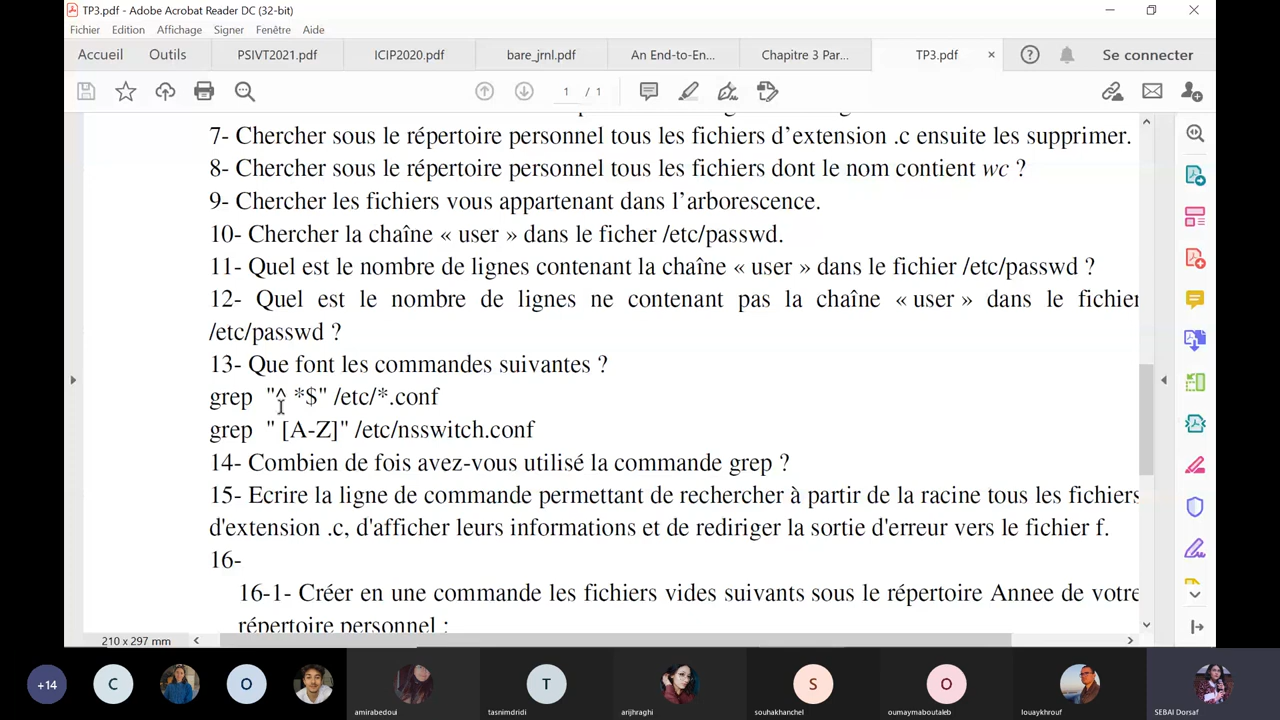 TP3.pdf - Adobe Acrobat Reader DC (32-bit)
Fichier Edition Affichage Signer Fenêtre Aide
Accueil Outils PSIVT2021.pdf ICIP2020.pdf bare_jrnl.pdf An End-to-En... Chapitre 3 Par... TP3.pdf Se connecter
1 / 1
7- Chercher sous le répertoire personnel tous les fichiers d’extension .c ensuite les supprimer.
8- Chercher sous le répertoire personnel tous les fichiers dont le nom contient wc ?
9- Chercher les fichiers vous appartenant dans l’arborescence.
10- Chercher la chaîne « user » dans le ficher /etc/passwd.
11- Quel est le nombre de lignes contenant la chaîne « user » dans le fichier /etc/passwd ?
12- Quel est le nombre de lignes ne contenant pas la chaîne « user » dans le fichier
/etc/passwd ?
13- Que font les commandes suivantes ?
grep "^ *$" /etc/*.conf
grep " [A-Z]" /etc/nsswitch.conf
14- Combien de fois avez-vous utilisé la commande grep ?
15- Ecrire la ligne de commande permettant de rechercher à partir de la racine tous les fichiers
d'extension .c, d'afficher leurs informations et de rediriger la sortie d'erreur vers le fichier f.
16-
16-1- Créer en une commande les fichiers vides suivants sous le répertoire Annee de votre
répertoire personnel :
210 x 297 mm
+14 C O T S O
amirabedoui tasnimdridi arijhraghi souhakhanchel oumaymaboutaleb louaykhrouf SEBAI Dorsaf